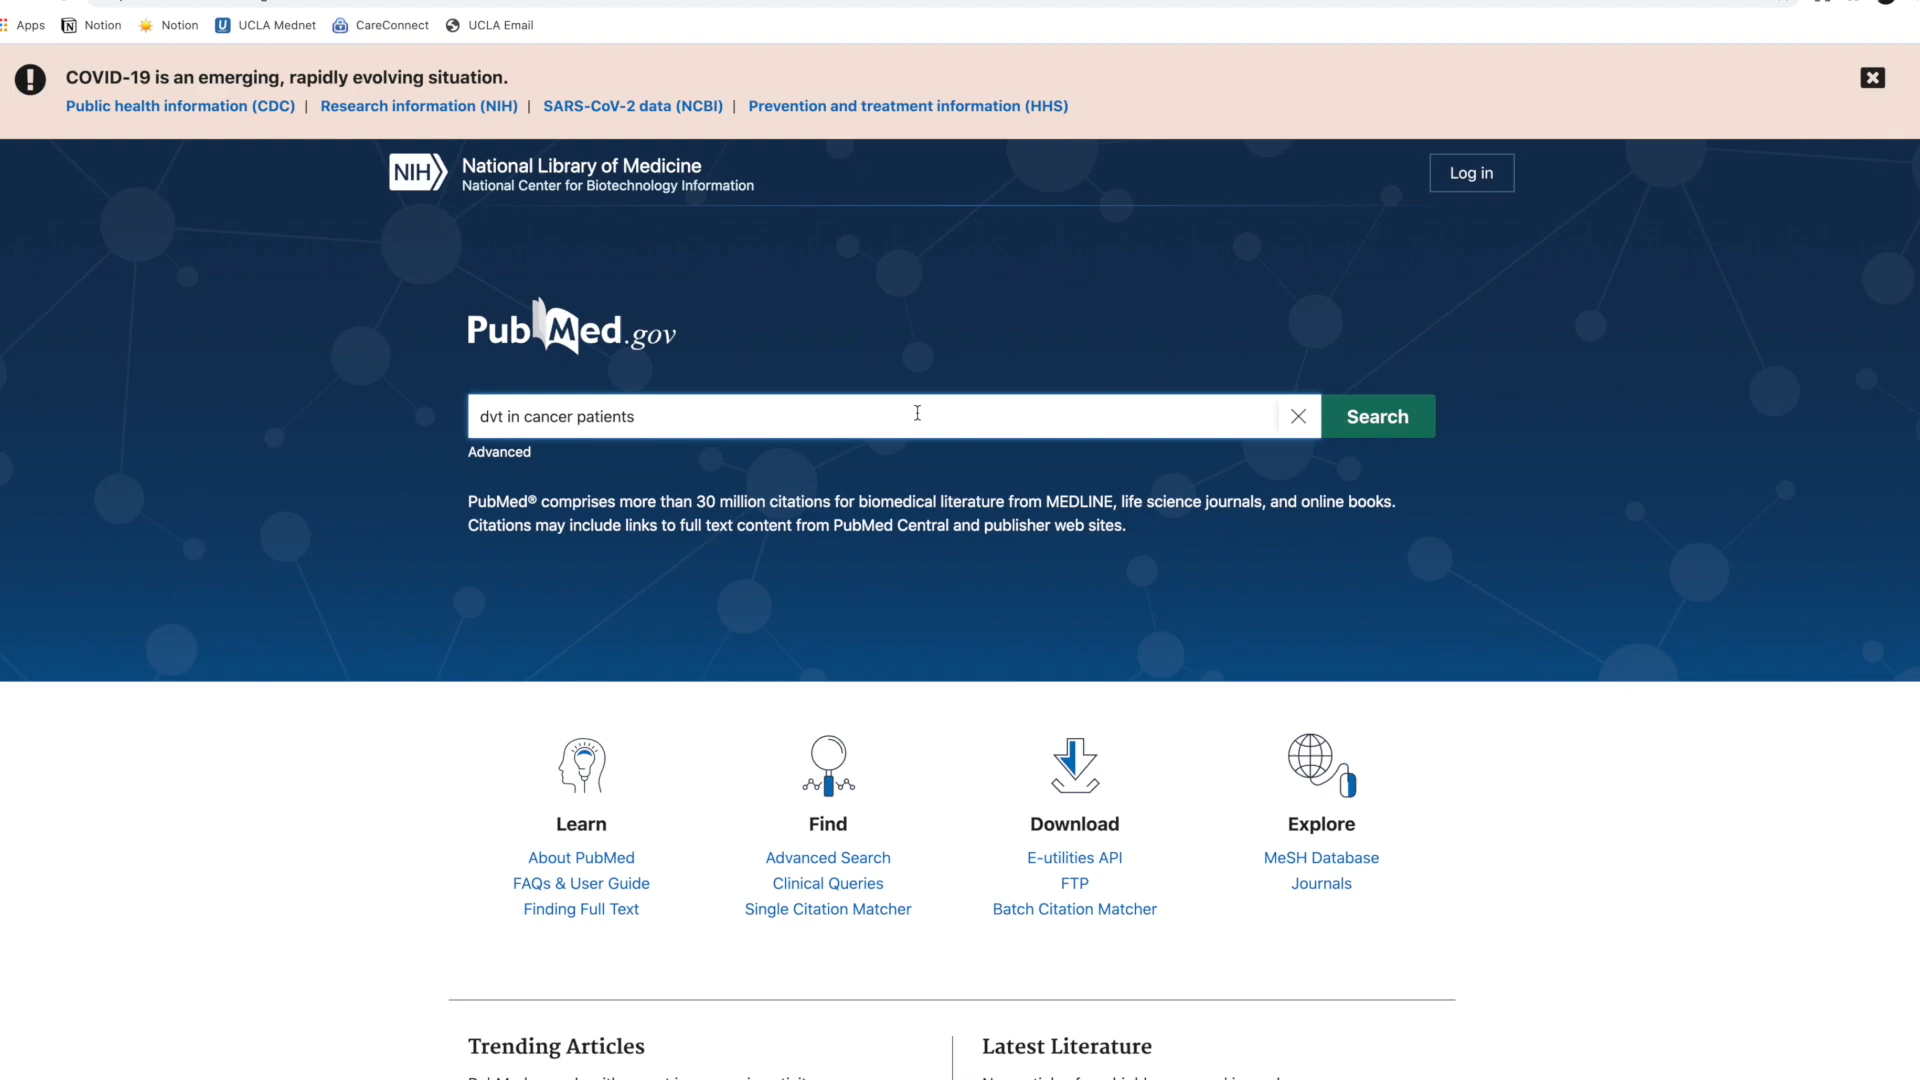 Apps Notion Notion UCLA Mednet CareConnect UCLA Email
COVID-19 is an emerging, rapidly evolving situation.
Public health information (CDC) | Research information (NIH) | SARS-CoV-2 data (NCBI) | Prevention and treatment information (HHS)
NIH National Library of Medicine
National Center for Biotechnology Information
Log in
PubMed.gov
dvt in cancer patients
Search
Advanced
PubMed® comprises more than 30 million citations for biomedical literature from MEDLINE, life science journals, and online books.
Citations may include links to full text content from PubMed Central and publisher web sites.
Learn
About PubMed
FAQs & User Guide
Finding Full Text
Find
Advanced Search
Clinical Queries
Single Citation Matcher
Download
E-utilities API
FTP
Batch Citation Matcher
Explore
MeSH Database
Journals
Trending Articles
Latest Literature